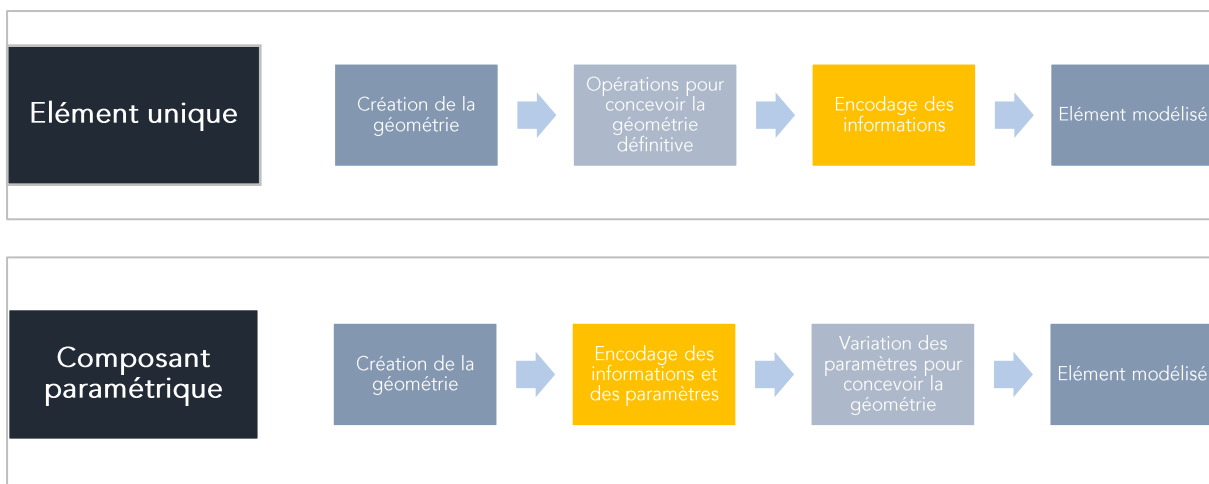 Elément unique
Création de la
géométrie
Opérations pour
concevoir la
géométrie
définitive
Encodage des
informations
Elément modélisé
Composant
paramétrique
Création de la
géométrie
Encodage des
informations et
des paramètres
Variation des
paramètres pour
concevoir la
géométrie
Elément modélisé